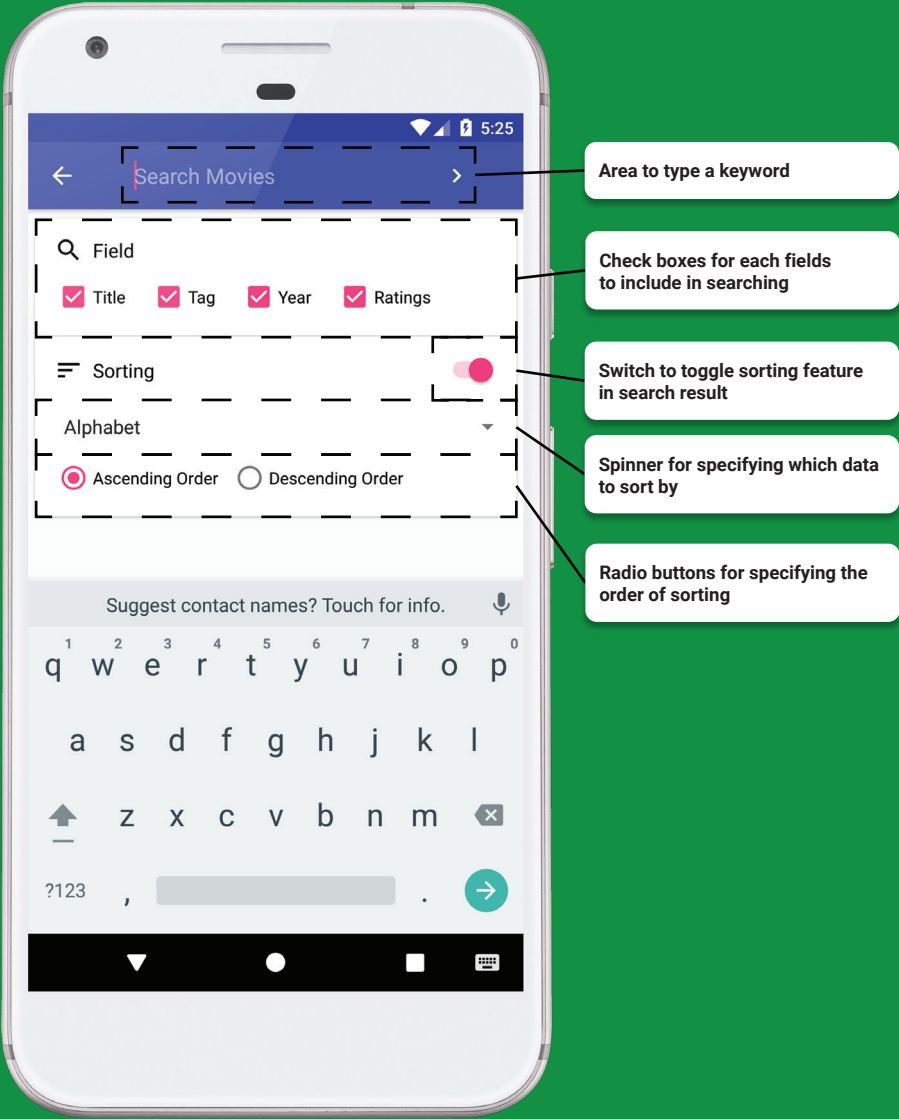 5:25
Search Movies
Area to type a keyword
Field
Title Tag Year Ratings
Check boxes for each fields
to include in searching
Sorting
Switch to toggle sorting feature
in search result
Alphabet
Spinner for specifying which data
to sort by
Ascending Order Descending Order
Radio buttons for specifying the
order of sorting
Suggest contact names? Touch for info.
1 2 3 4 5 6 7 8 9 0
q w e r t y u i o p
a s d f g h j k l
z x c v b n m
?123 , .